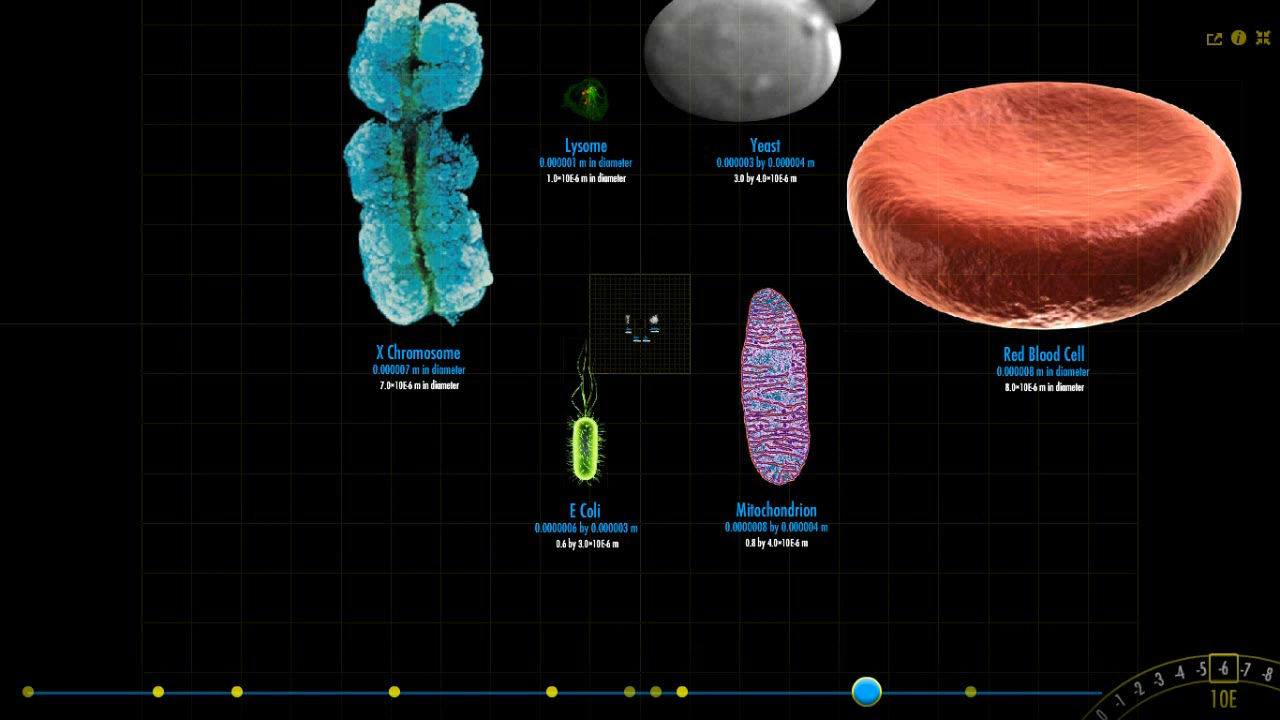 Lysome
0.000001 m in diameter
1.0*10E-6 m in diameter
Yeast
0.000003 by 0.000004 m
3.0 by 4.0*10E-6 m
X Chromosome
0.000007 m in diameter
7.0*10E-6 m in diameter
Red Blood Cell
0.000008 m in diameter
8.0*10E-6 m in diameter
E Coli
0.0000006 by 0.000003 m
0.6 by 3.0*10E-6 m
Mitochondrion
0.0000008 by 0.000004 m
0.8 by 4.0*10E-6 m
0 -1 -2 -3 -4 -5 -6 -7 -8
10E